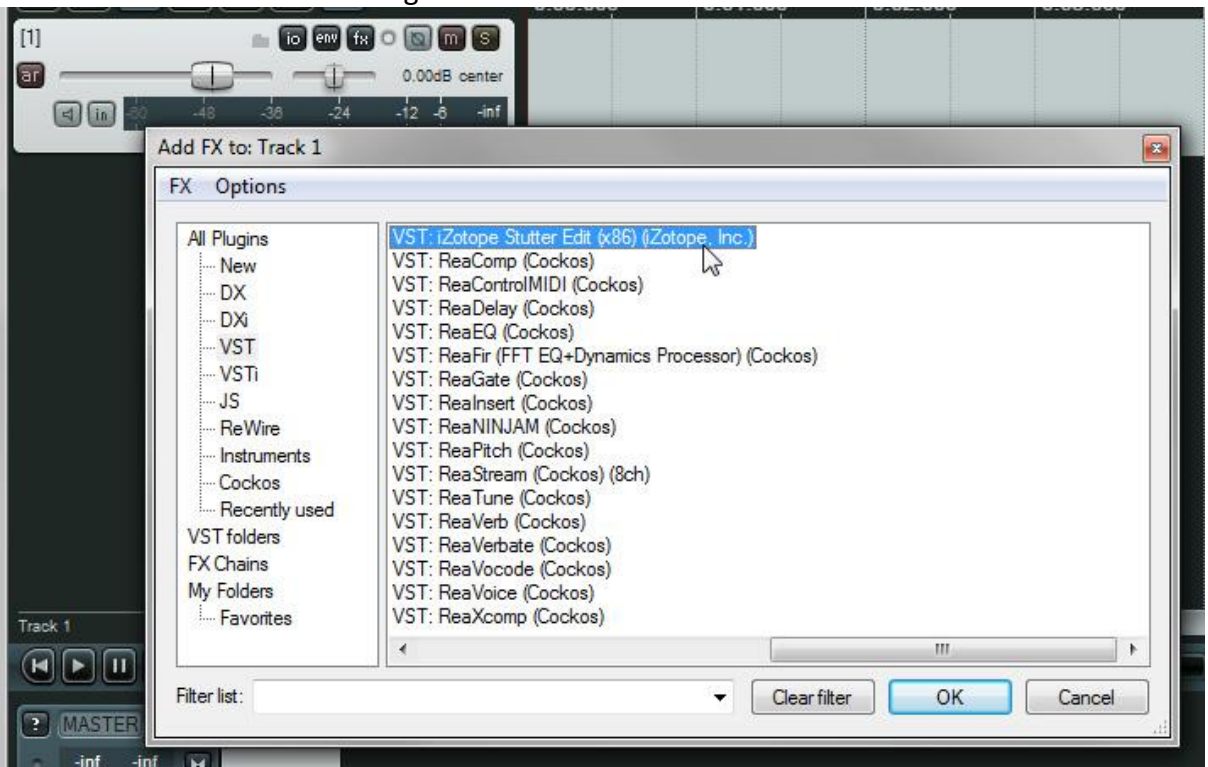 [1]
io env fx m S
ar 0.00dB center
in -60 -48 -36 -24 -12 -6 -inf
Add FX to: Track 1
FX Options
All Plugins
New
DX
DXi
VST
VSTi
JS
ReWire
Instruments
Cockos
Recently used
VST folders
FX Chains
My Folders
Favorites
VST: iZotope Stutter Edit (x86) (iZotope, Inc.)
VST: ReaComp (Cockos)
VST: ReaControlMIDI (Cockos)
VST: ReaDelay (Cockos)
VST: ReaEQ (Cockos)
VST: ReaFir (FFT EQ+Dynamics Processor) (Cockos)
VST: ReaGate (Cockos)
VST: ReaInsert (Cockos)
VST: ReaNINJAM (Cockos)
VST: ReaPitch (Cockos)
VST: ReaStream (Cockos) (8ch)
VST: ReaTune (Cockos)
VST: ReaVerb (Cockos)
VST: ReaVerbate (Cockos)
VST: ReaVocode (Cockos)
VST: ReaVoice (Cockos)
VST: ReaXcomp (Cockos)
Filter list: Clear filter OK Cancel
Track 1
? MASTER
-inf -inf